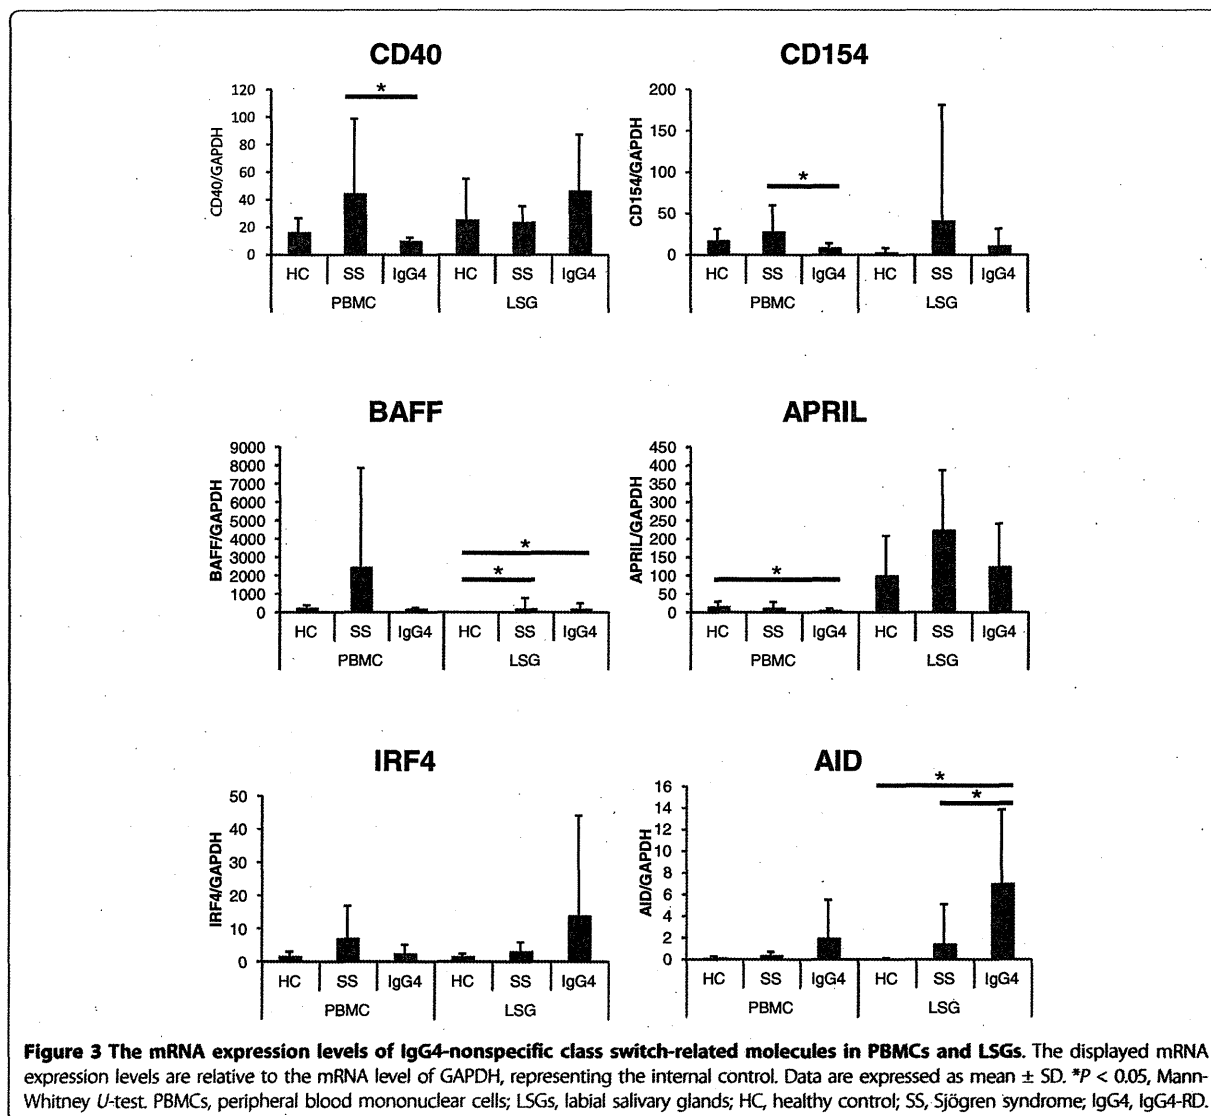 CD40
120
100
80
60
40
20
0
CD40/GAPDH
*
HC SS IgG4 HC SS IgG4
PBMC LSG
CD154
200
150
100
50
0
CD154/GAPDH
*
HC SS IgG4 HC SS IgG4
PBMC LSG
BAFF
9000
8000
7000
6000
5000
4000
3000
2000
1000
0
BAFF/GAPDH
*
*
HC SS IgG4 HC SS IgG4
PBMC LSG
APRIL
450
400
350
300
250
200
150
100
50
0
APRIL/GAPDH
*
HC SS IgG4 HC SS IgG4
PBMC LSG
IRF4
50
40
30
20
10
0
IRF4/GAPDH
HC SS IgG4 HC SS IgG4
PBMC LSG
AID
16
14
12
10
8
6
4
2
0
AID/GAPDH
*
*
HC SS IgG4 HC SS IgG4
PBMC LSG
Figure 3 The mRNA expression levels of IgG4-nonspecific class switch-related molecules in PBMCs and LSGs. The displayed mRNA
expression levels are relative to the mRNA level of GAPDH, representing the internal control. Data are expressed as mean ± SD. *P < 0.05, Mann-
Whitney U-test. PBMCs, peripheral blood mononuclear cells; LSGs, labial salivary glands; HC, healthy control; SS, Sjögren syndrome; IgG4, IgG4-RD.